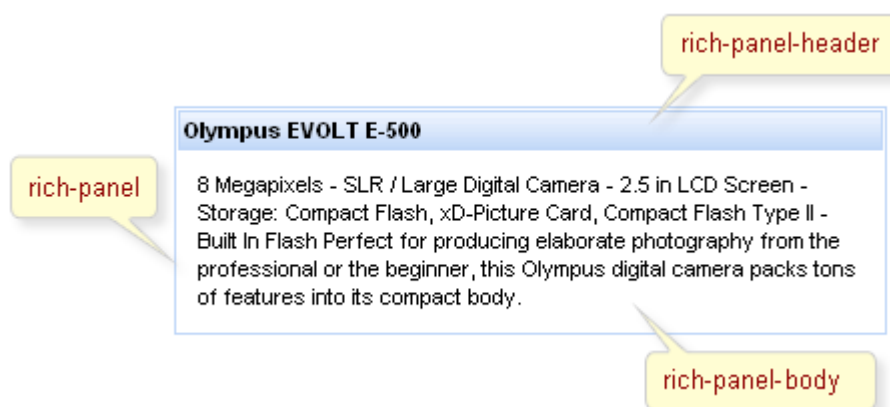 rich-panel-header
Olympus EVOLT E-500
rich-panel
8 Megapixels - SLR / Large Digital Camera - 2.5 in LCD Screen -
Storage: Compact Flash, xD-Picture Card, Compact Flash Type II -
Built In Flash Perfect for producing elaborate photography from the
professional or the beginner, this Olympus digital camera packs tons
of features into its compact body.
rich-panel-body